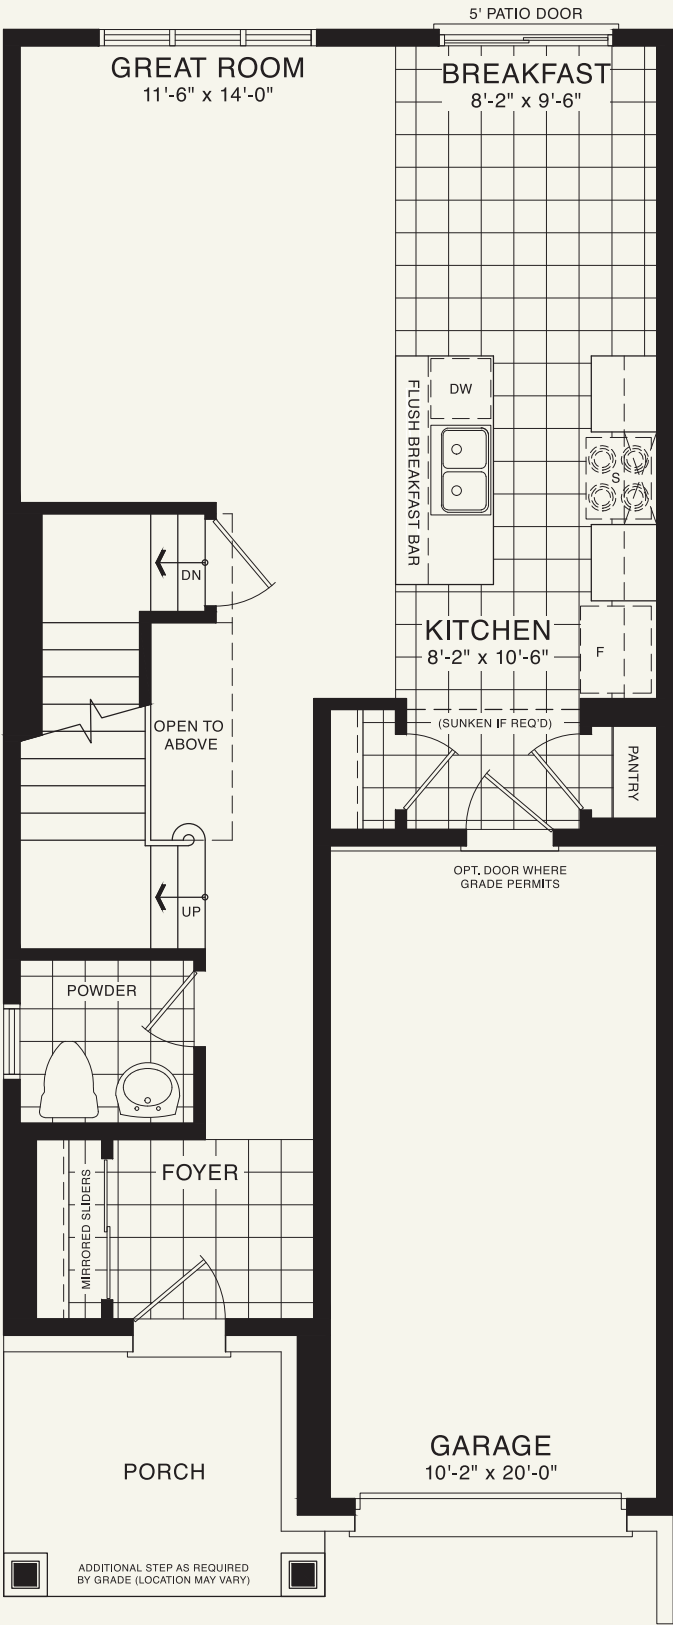 5' PATIO DOOR
GREAT ROOM
11'-6" x 14'-0"
BREAKFAST
8'-2" x 9'-6"
DW
FLUSH BREAKFAST BAR
S
DN
KITCHEN
8'-2" x 10'-6"
F
(SUNKEN IF REQ'D)
OPEN TO
ABOVE
PANTRY
OPT. DOOR WHERE
GRADE PERMITS
UP
POWDER
FOYER
MIRRORED SLIDERS
GARAGE
10'-2" x 20'-0"
PORCH
ADDITIONAL STEP AS REQUIRED
BY GRADE (LOCATION MAY VARY)